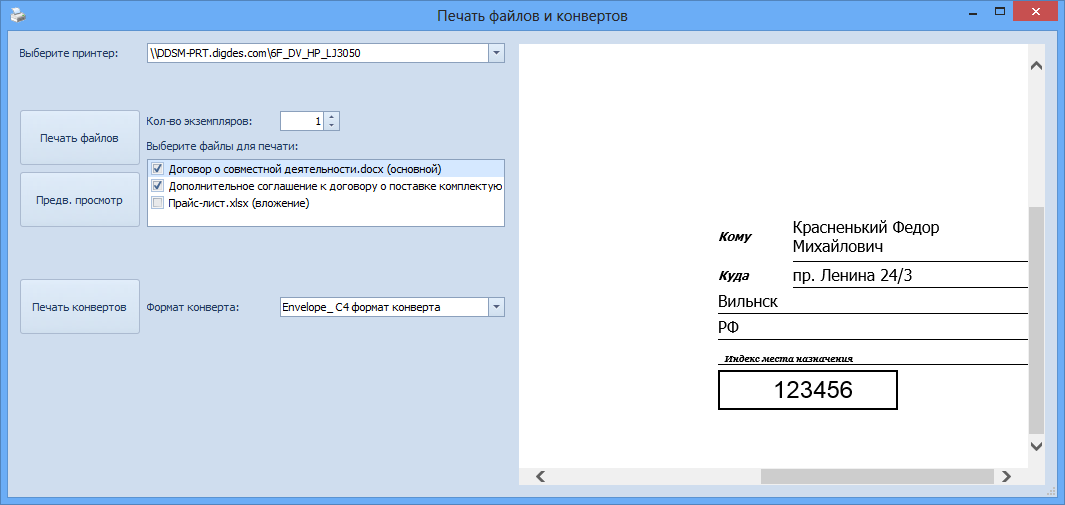 Печать файлов и конвертов
Выберите принтер:
\\DDSM-PRT.digdes.com\6F_DV_HP_LJ3050
Печать файлов
Кол-во экземпляров:
1
Выберите файлы для печати:
Договор о совместной деятельности.docx (основной)
Дополнительное соглашение к договору о поставке комплектую
Прайс-лист.xlsx (вложение)
Предв. просмотр
Печать конвертов
Формат конверта:
Envelope_ C4 формат конверта
Кому
Красненький Федор
Михайлович
Куда
пр. Ленина 24/3
Вильнск
РФ
Индекс места назначения
123456